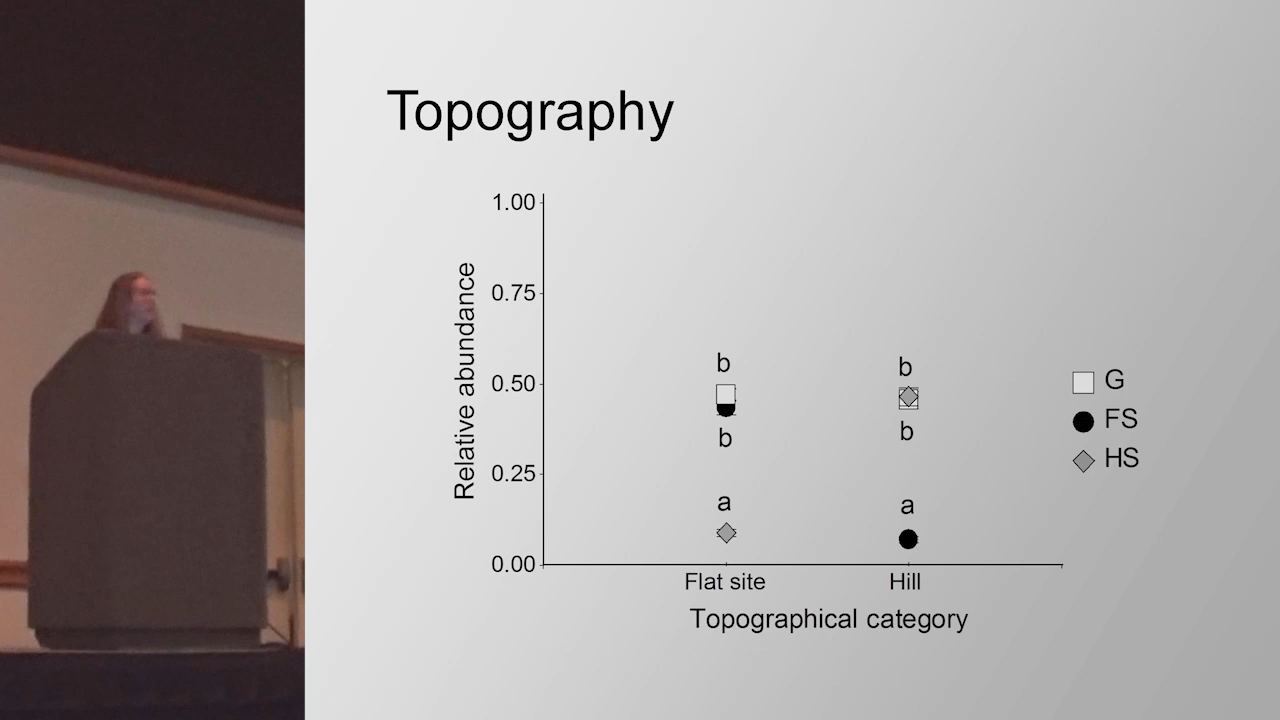 Topography
1.00
0.75
0.50
0.25
0.00
Relative abundance
b
b
b
b
a
a
Flat site
Hill
Topographical category
G
FS
HS